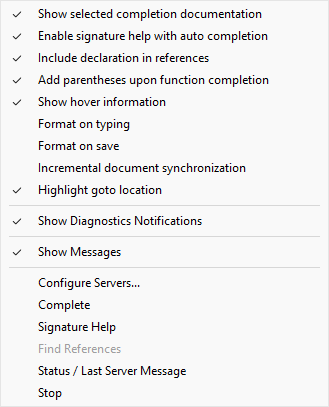 Show selected completion documentation
Enable signature help with auto completion
Include declaration in references
Add parentheses upon function completion
Show hover information
Format on typing
Format on save
Incremental document synchronization
Highlight goto location
Show Diagnostics Notifications
Show Messages
Configure Servers...
Complete
Signature Help
Find References
Status / Last Server Message
Stop